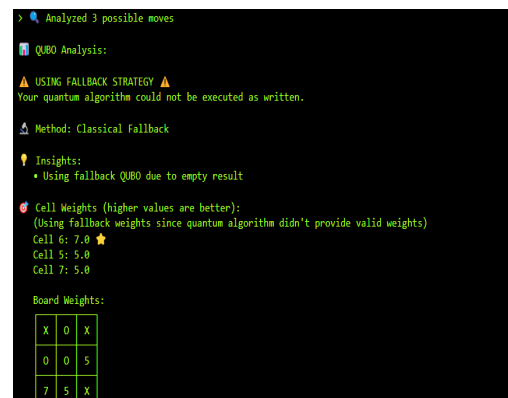 > 🔍 Analyzed 3 possible moves
📊 QUBO Analysis:
⚠ USING FALLBACK STRATEGY ⚠
Your quantum algorithm could not be executed as written.
🔬 Method: Classical Fallback
💡 Insights:
• Using fallback QUBO due to empty result
🎯 Cell Weights (higher values are better):
(Using fallback weights since quantum algorithm didn't provide valid weights)
Cell 6: 7.0 ⭐
Cell 5: 5.0
Cell 7: 5.0
Board Weights:
X O X
O O 5
7 5 X